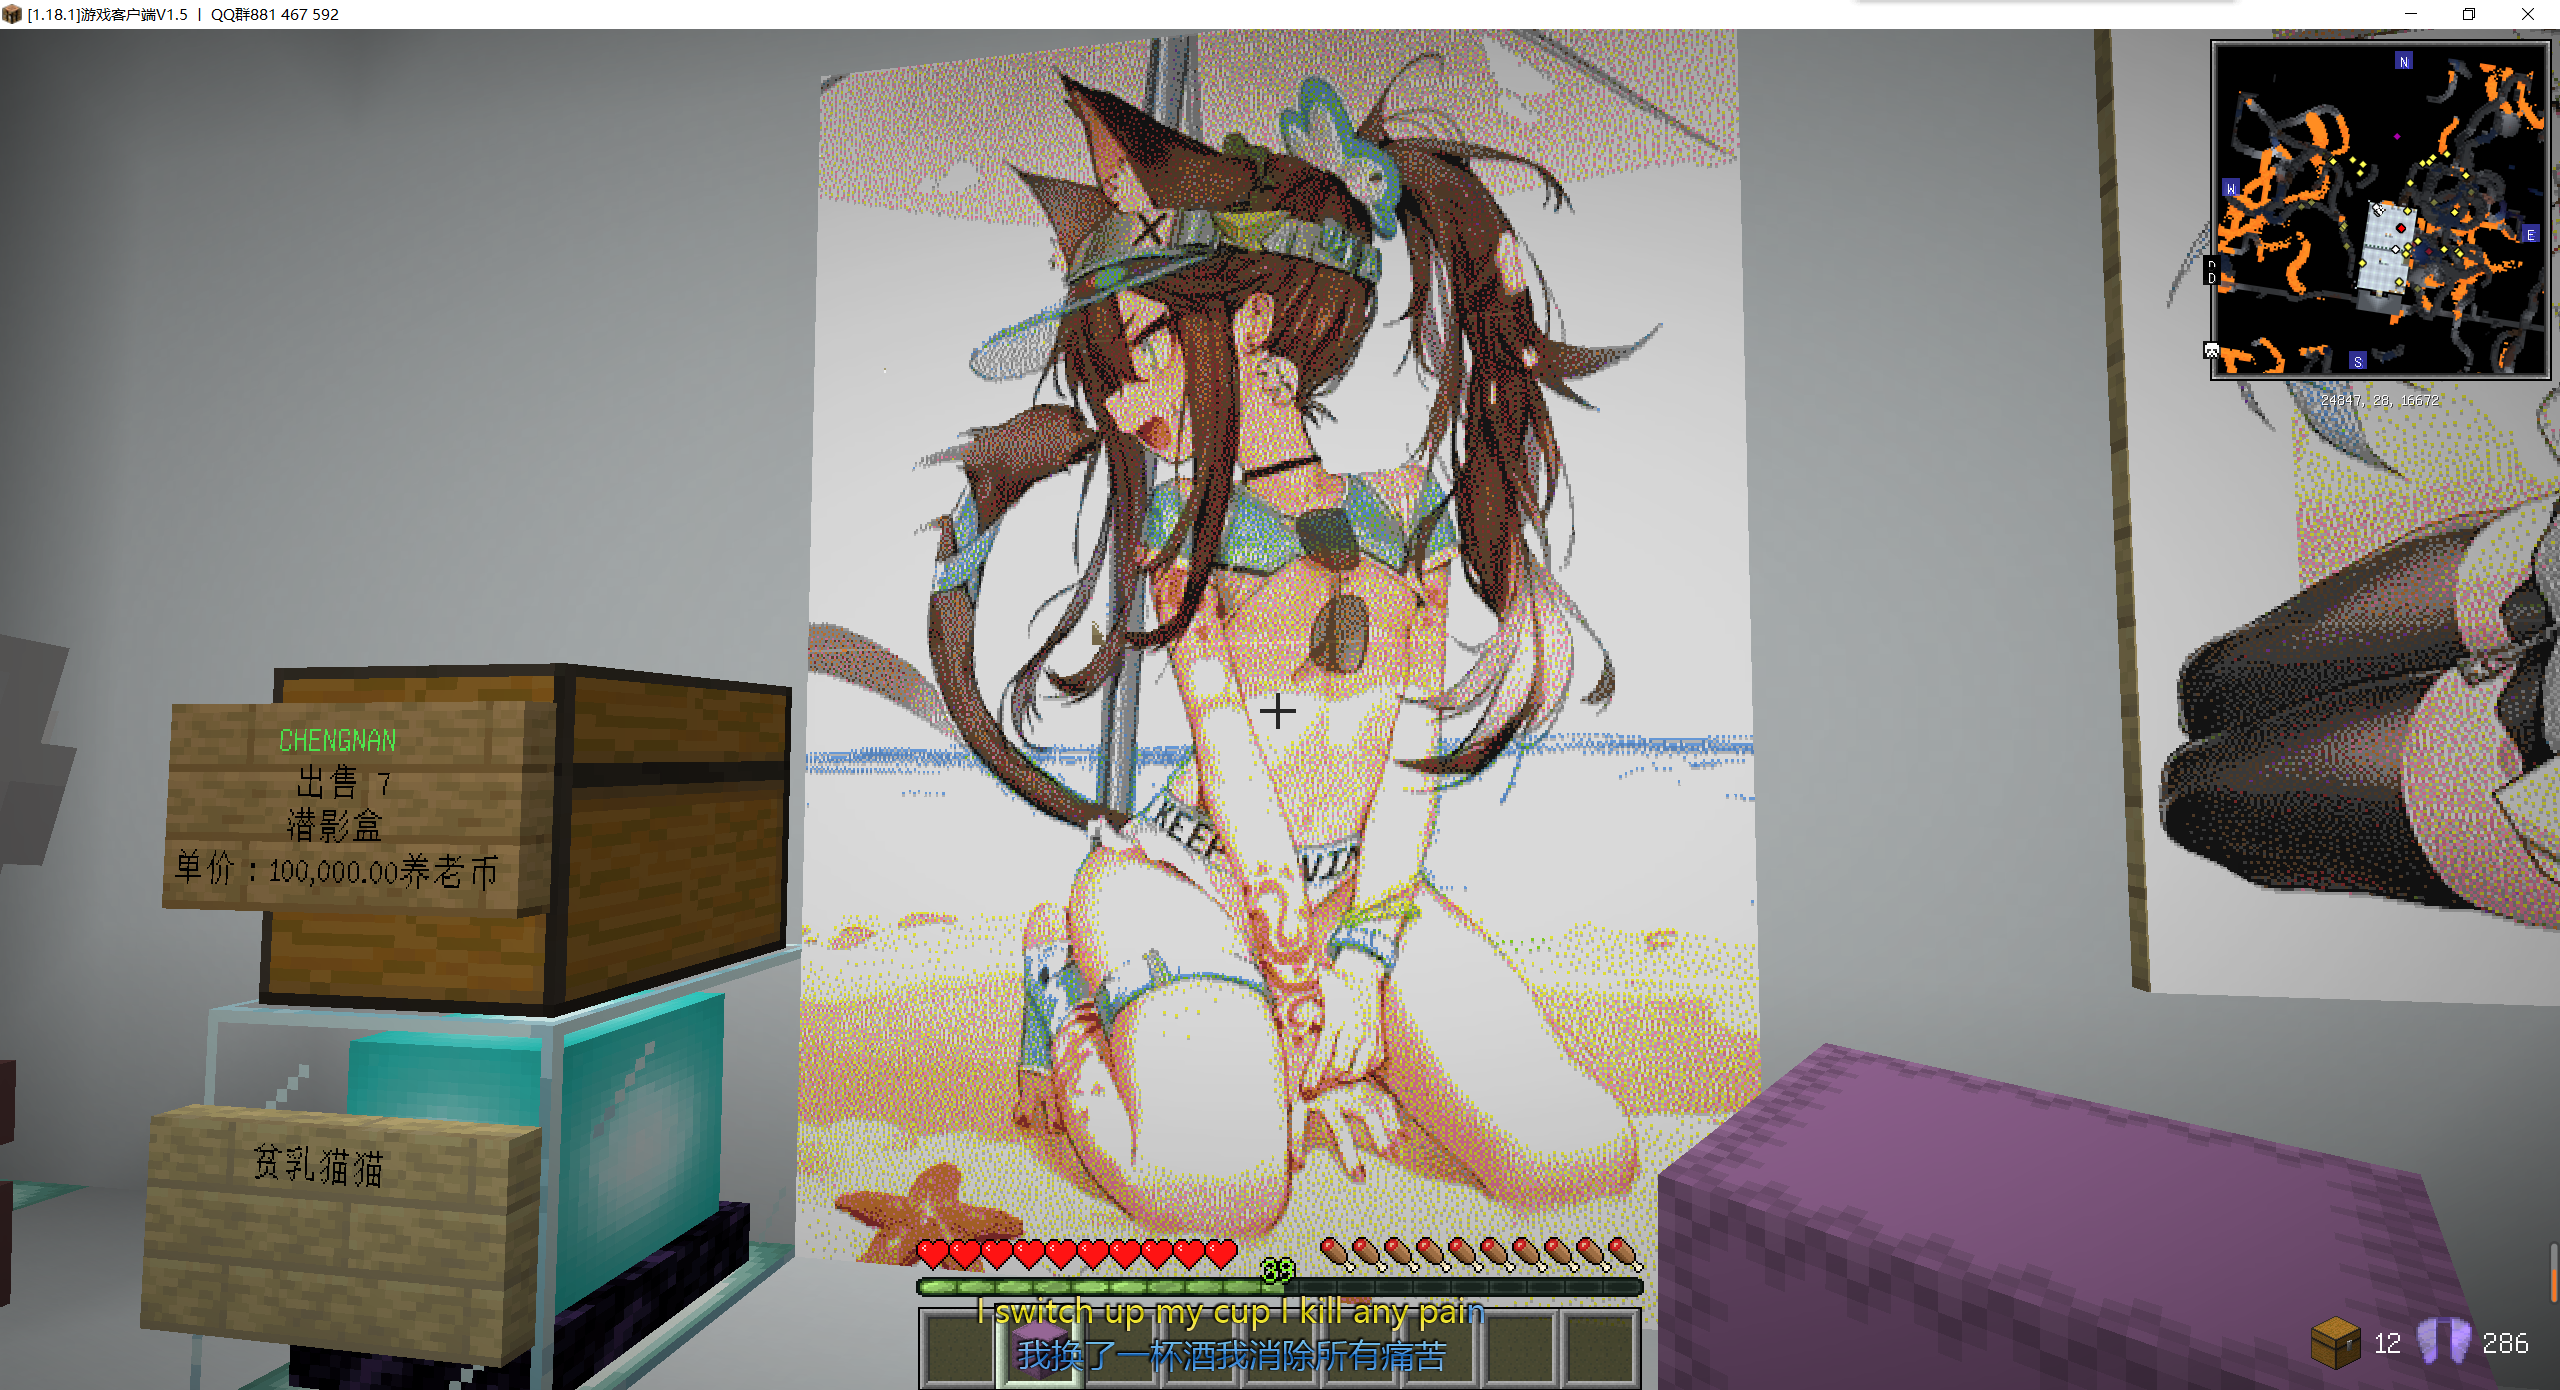 [1.18.1]游戏客户端V1.5 | QQ群881 467 592
N
W
E
S
24847, 28, 16672
CHENGNAN
出售 7
潜影盒
单价：100,000.00养老币
KEEP
贫乳猫猫
89
I switch up my cup I kill any pain
我换了一杯酒我消除所有痛苦
12
286